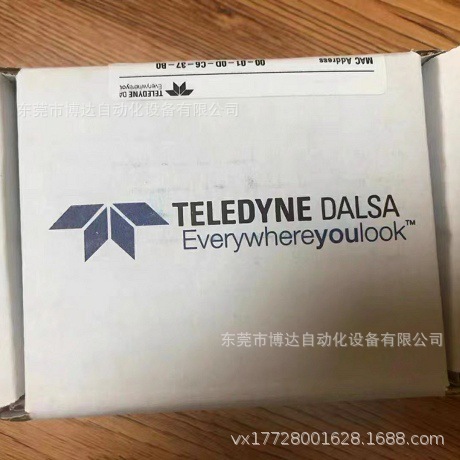 MAC Address
00-01-0D-C6-37-B0
TELEDYNE DA
Everywhereyou
东莞市博达自动化设备有限公司
TELEDYNE DALSA
Everywhereyoulook™
东莞市博达自动化设备有限公司
vx17728001628.1688.com